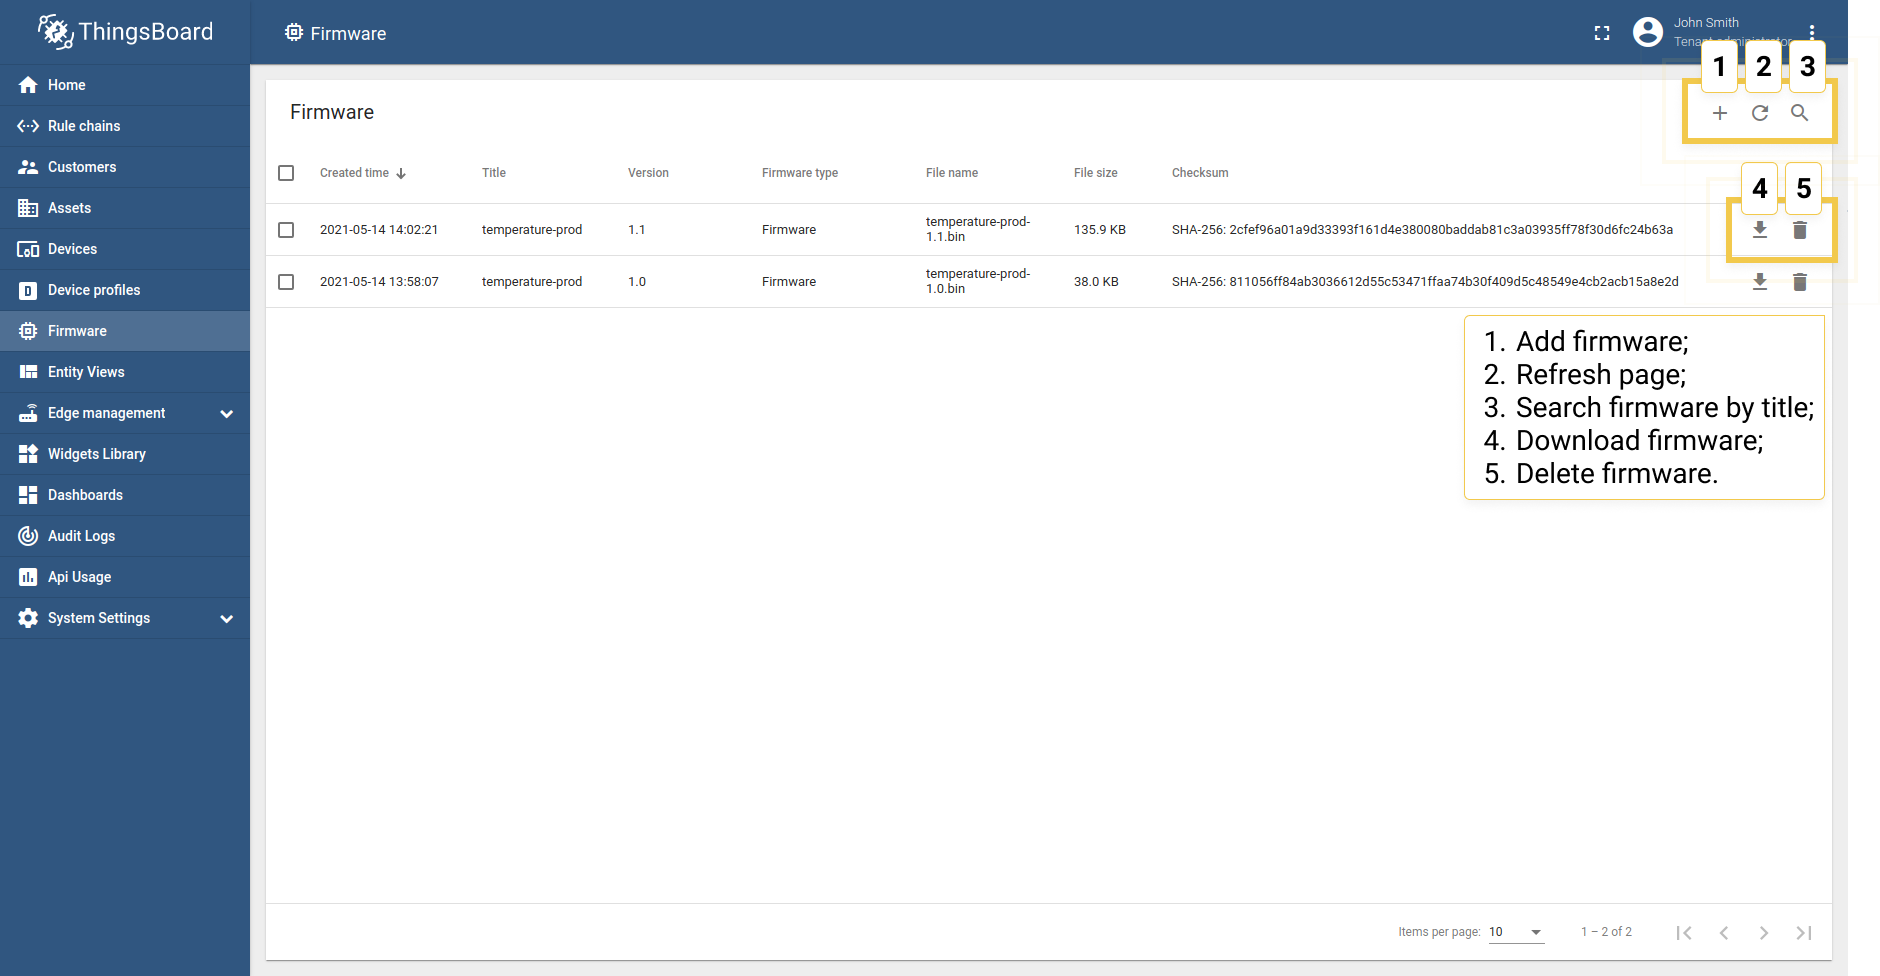 ThingsBoard
Firmware
John Smith
Tenant administrator
Home
Rule chains
Customers
Assets
Devices
Device profiles
Firmware
Entity Views
Edge management
Widgets Library
Dashboards
Audit Logs
Api Usage
System Settings
1 2 3
Firmware
Created time Title Version Firmware type File name File size Checksum
4 5
2021-05-14 14:02:21 temperature-prod 1.1 Firmware temperature-prod-
1.1.bin 135.9 KB SHA-256: 2cfef96a01a9d33393f161d4e380080baddab81c3a03935ff78f30d6fc24b63a
2021-05-14 13:58:07 temperature-prod 1.0 Firmware temperature-prod-
1.0.bin 38.0 KB SHA-256: 811056ff84ab3036612d55c53471ffaa74b30f409d5c48549e4cb2acb15a8e2d
1. Add firmware;
2. Refresh page;
3. Search firmware by title;
4. Download firmware;
5. Delete firmware.
Items per page: 10 1 – 2 of 2